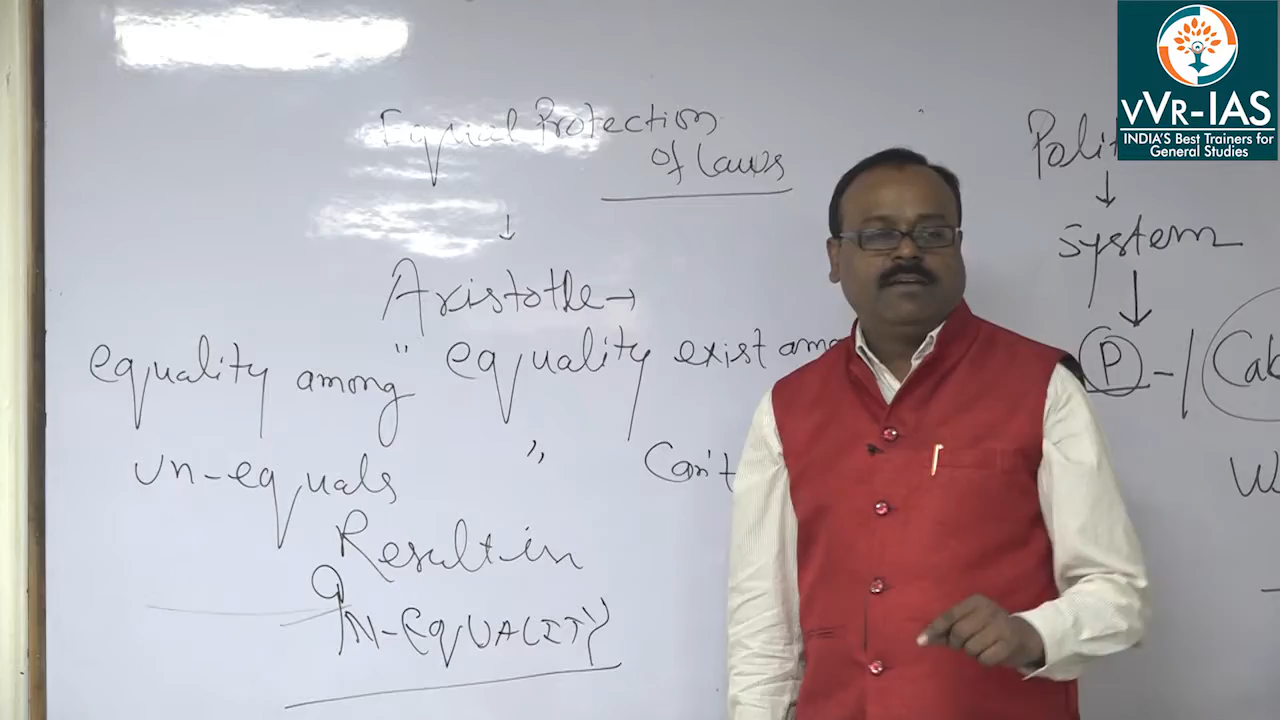 Equal Protection
of Laws
↓
Aristotle →
equality among " equality exist amo
Un-equals " Can't
Result in
IN-EQUALITY
Polit
↓
System
↓
P - / Cab
vVr-IAS
INDIA'S Best Trainers for
General Studies